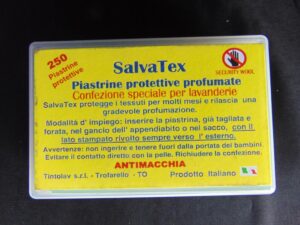 250
Piastrine
protettive
SalvaTex
SECURITY WOOL
Piastrine protettive profumate
Confezione speciale per lavanderie
SalvaTex protegge i tessuti per molti mesi e rilascia una
gradevole profumazione.
Modalità d' impiego: inserire la piastrina, già tagliata e
forata, nel gancio dell' appendiabito o nel sacco, con il
lato stampato rivolto sempre verso l' esterno.
Avvertenze: non ingerire e tenere fuori dalla portata dei bambini.
Evitare il contatto diretto con la pelle. Richiudere la confezione.
ANTIMACCHIA
Tintolav s.r.l. - Trofarello - TO
Prodotto Italiano